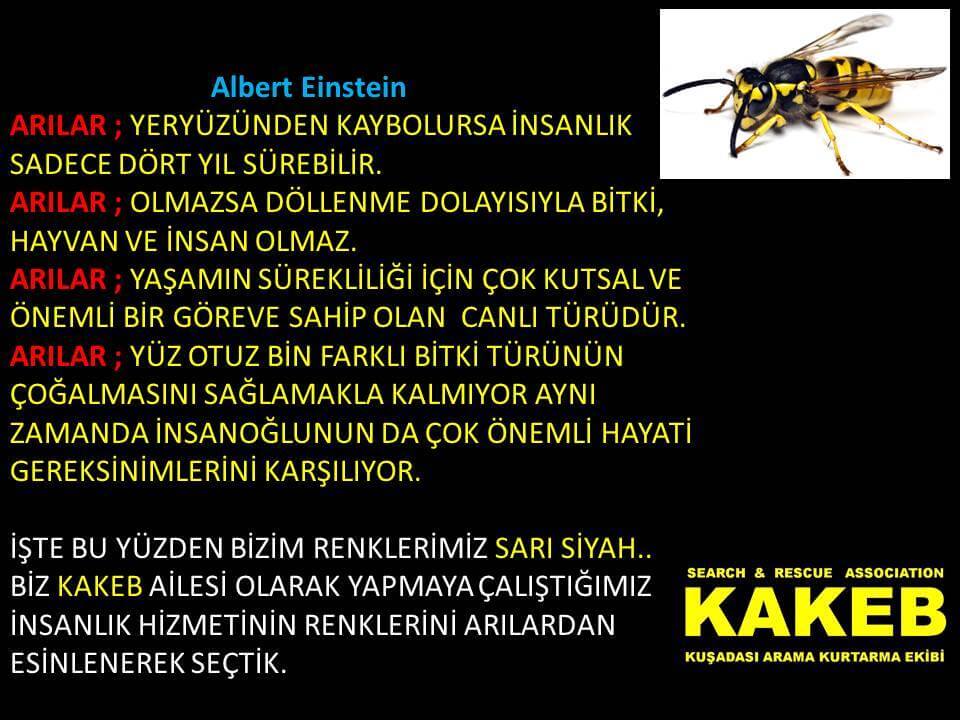 Albert Einstein
ARILAR ; YERYÜZÜNDEN KAYBOLURSA İNSANLIK
SADECE DÖRT YIL SÜREBİLİR.
ARILAR ; OLMAZSA DÖLLENME DOLAYISIYLA BİTKİ,
HAYVAN VE İNSAN OLMAZ.
ARILAR ; YAŞAMIN SÜREKLİLİĞİ İÇİN ÇOK KUTSAL VE
ÖNEMLİ BİR GÖREVE SAHİP OLAN  CANLI TÜRÜDÜR.
ARILAR ; YÜZ OTUZ BİN FARKLI BİTKİ TÜRÜNÜN
ÇOĞALMASINI SAĞLAMAKLA KALMIYOR AYNI
ZAMANDA İNSANOĞLUNUN DA ÇOK ÖNEMLİ HAYATİ
GEREKSİNİMLERİNİ KARŞILIYOR.
İŞTE BU YÜZDEN BİZİM RENKLERİMİZ SARI SİYAH..
BİZ KAKEB AİLESİ OLARAK YAPMAYA ÇALIŞTIĞIMIZ
İNSANLIK HİZMETİNİN RENKLERİNİ ARILARDAN
ESİNLENEREK SEÇTİK.
SEARCH & RESCUE ASSOCIATION
KAKEB
KUŞADASI ARAMA KURTARMA EKİBİ